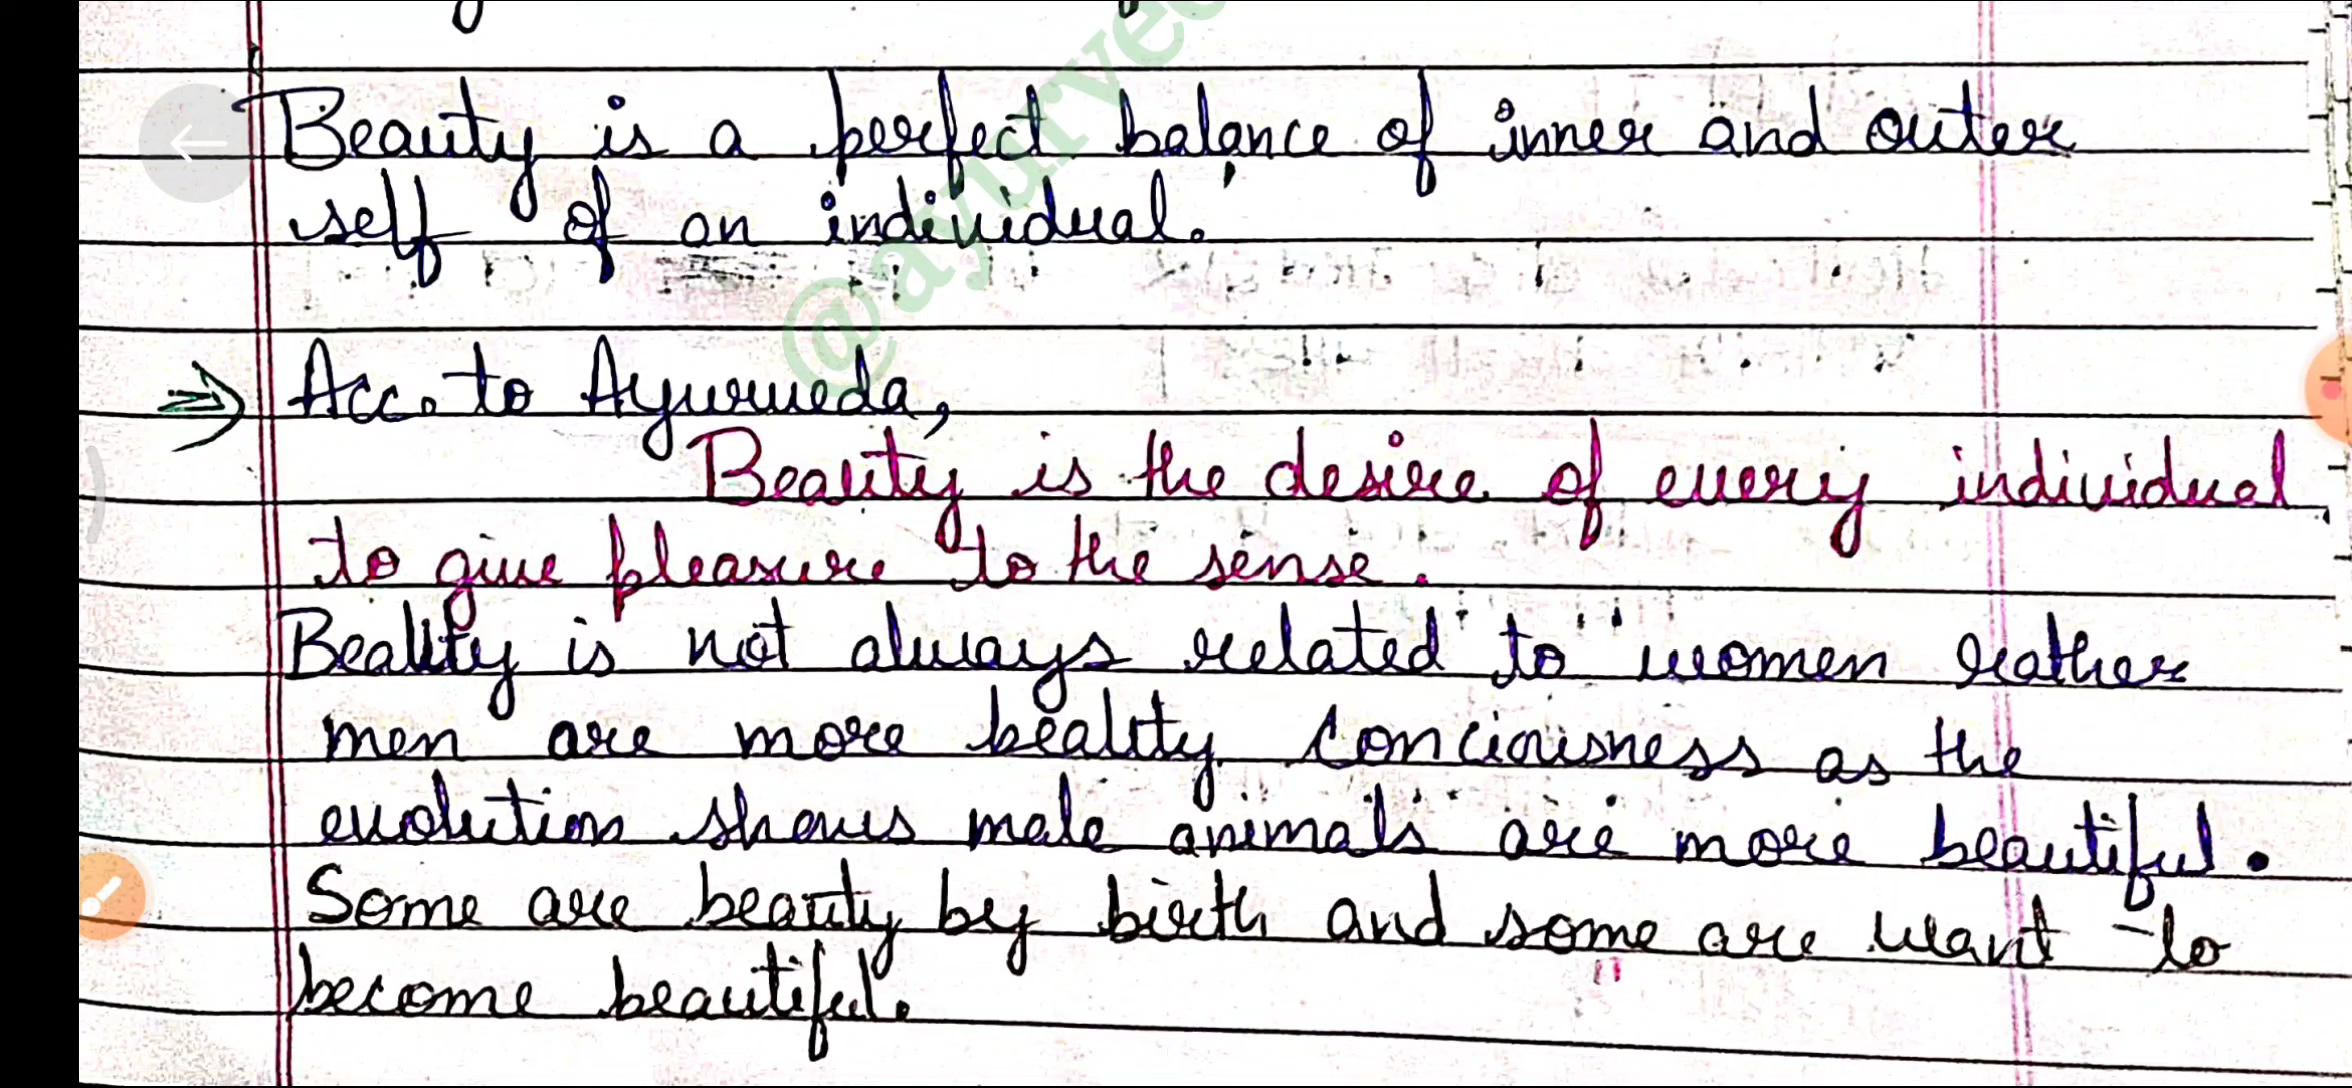 Beauty is a perfect balance of inner and outer
self of an individual.
⇒ Acc. to Ayurveda,
Beauty is the desire of every individual
to give pleasure to the sense.
Beauty is not always related to women rather
men are more beauty conciousness as the
evolution shows male animals are more beautiful.
Some are beauty by birth and some are want to
become beautiful.